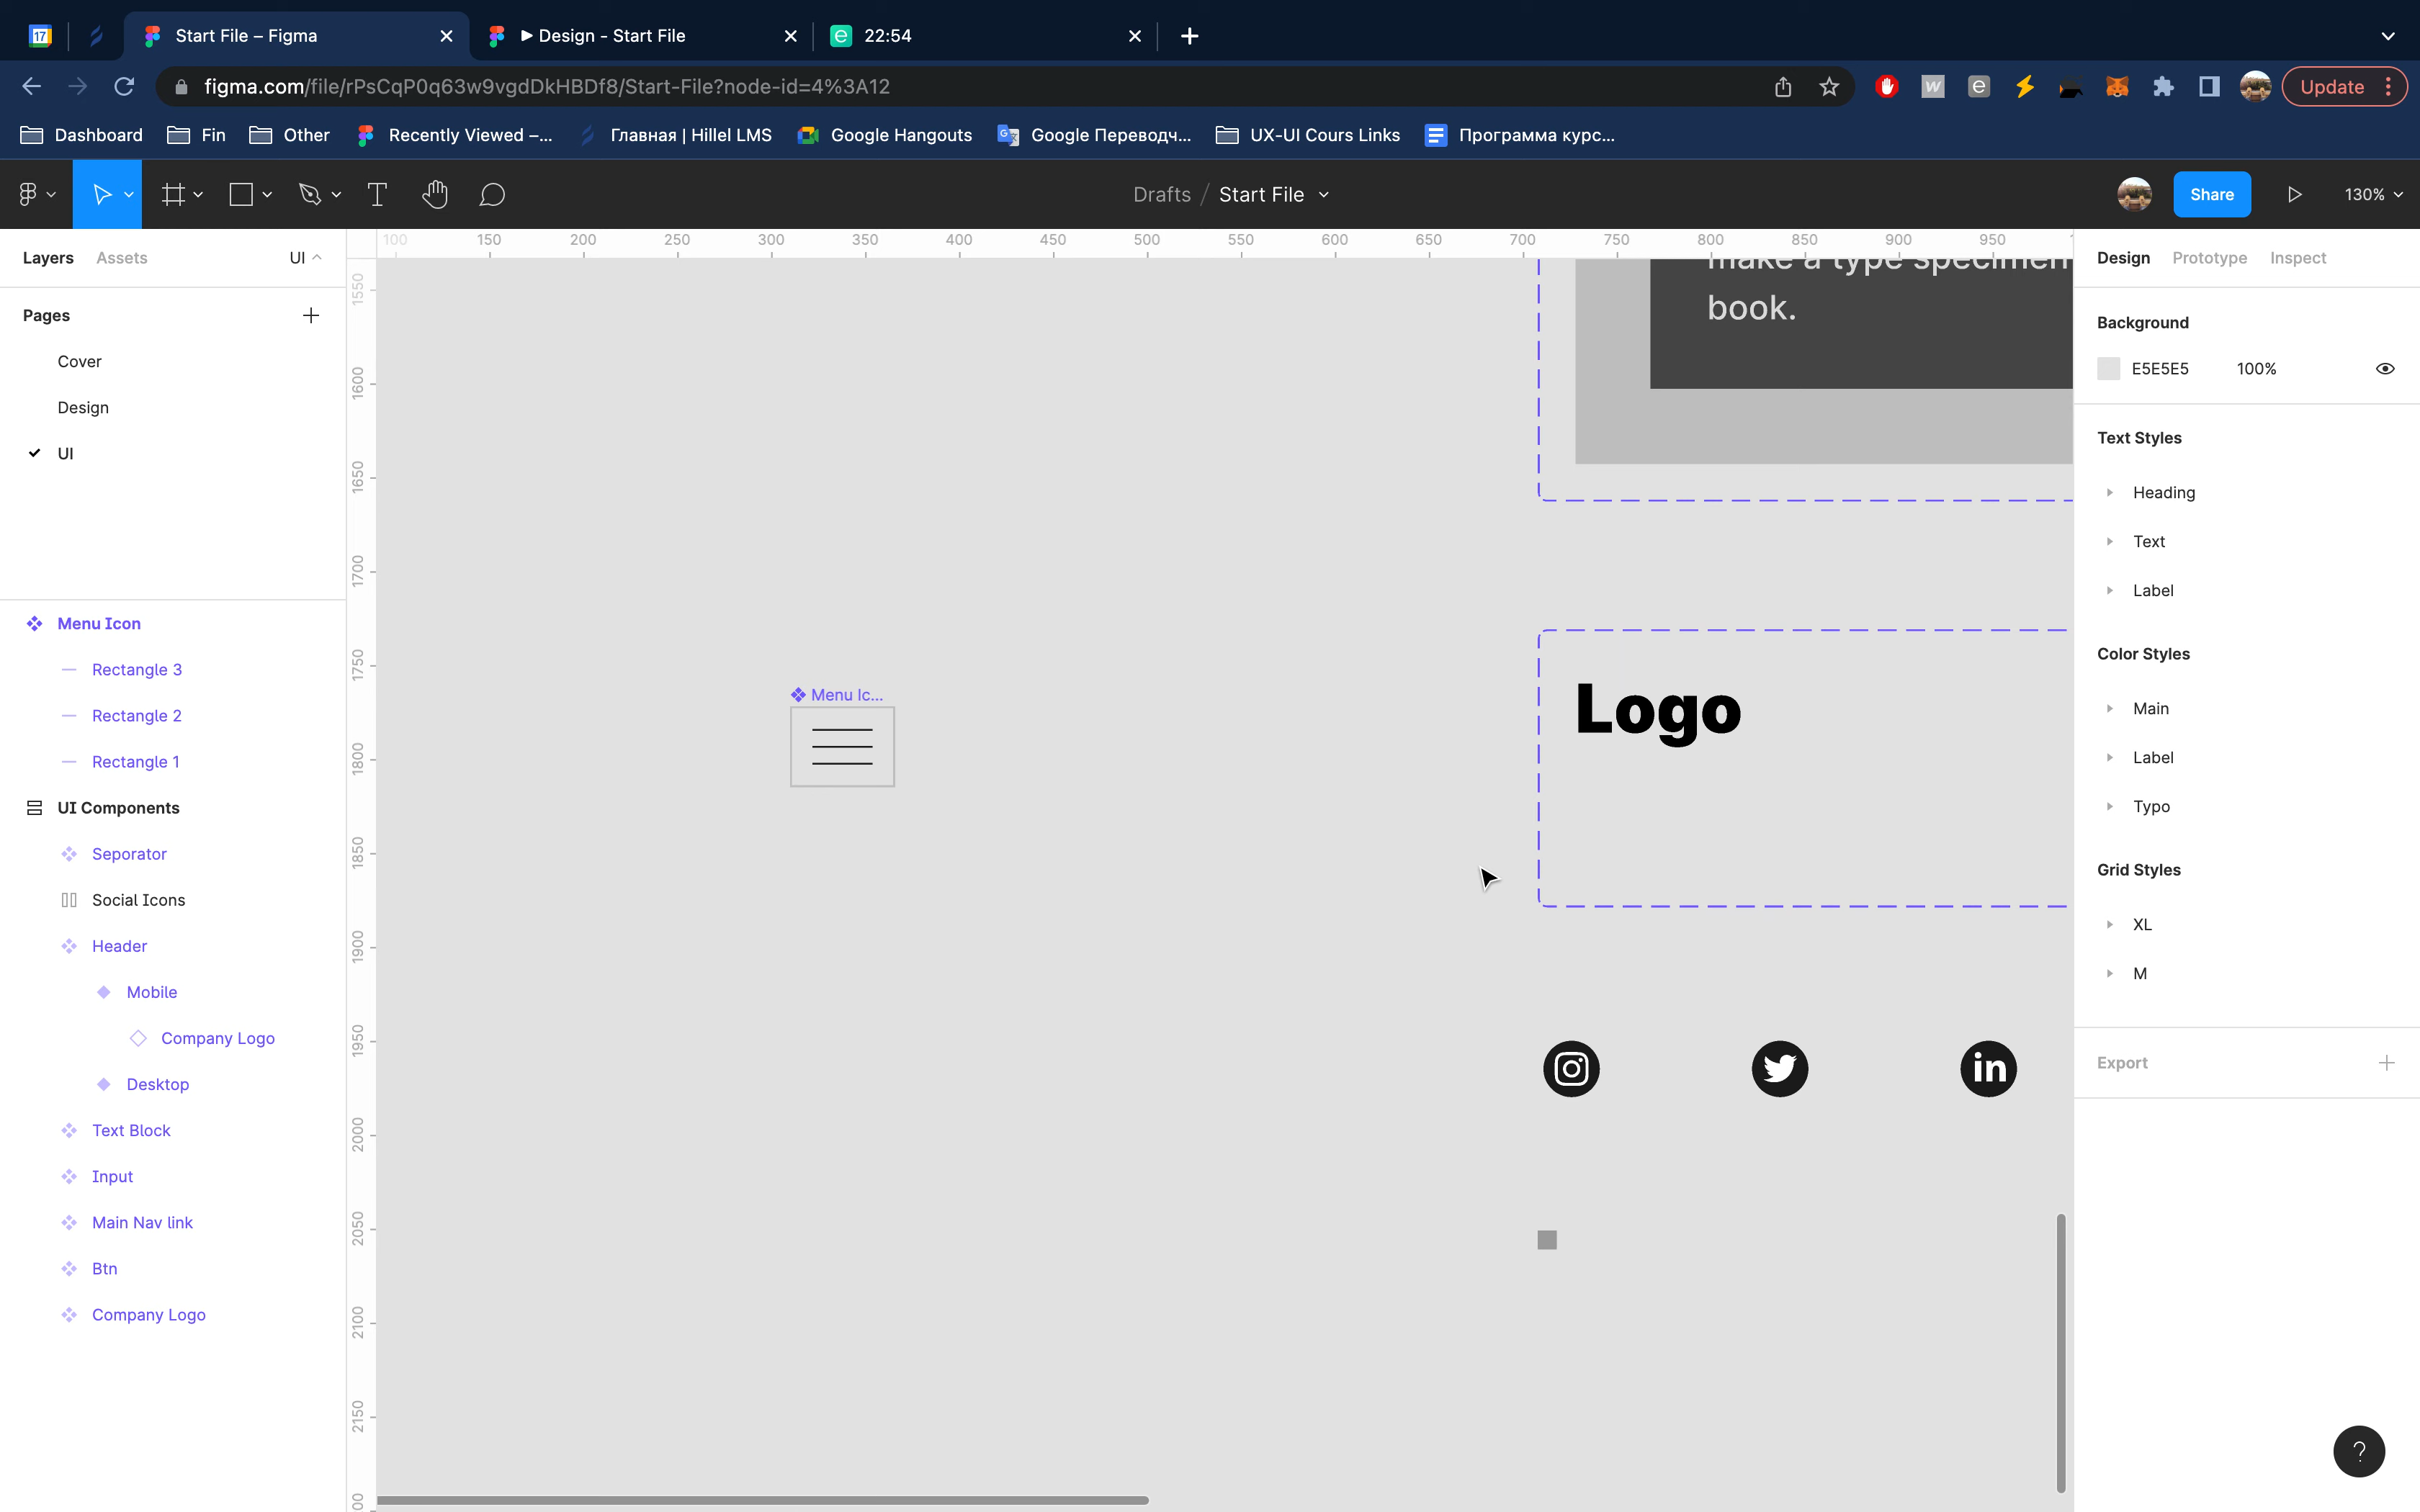 17
Start File – Figma
Design - Start File
22:54
figma.com/file/rPsCqP0q63w9vgdDkHBDf8/Start-File?node-id=4%3A12
Update
Dashboard
Fin
Other
Recently Viewed –...
Главная | Hillel LMS
Google Hangouts
Google Переводч...
UX-UI Cours Links
Программа курс...
Drafts / Start File
Share
130%
Layers
Assets
UI
100
150
200
250
300
350
400
450
500
550
600
650
700
750
800
850
900
950
Design
Prototype
Inspect
Pages
Cover
Design
UI
Menu Icon
Rectangle 3
Rectangle 2
Rectangle 1
UI Components
Seporator
Social Icons
Header
Mobile
Company Logo
Desktop
Text Block
Input
Main Nav link
Btn
Company Logo
1550
1600
1650
1700
1750
1800
1850
1900
1950
2000
2050
2100
2150
00
make a type specimen
book.
Menu Ic...
Logo
in
Background
E5E5E5
100%
Text Styles
Heading
Text
Label
Color Styles
Main
Label
Typo
Grid Styles
XL
M
Export
?